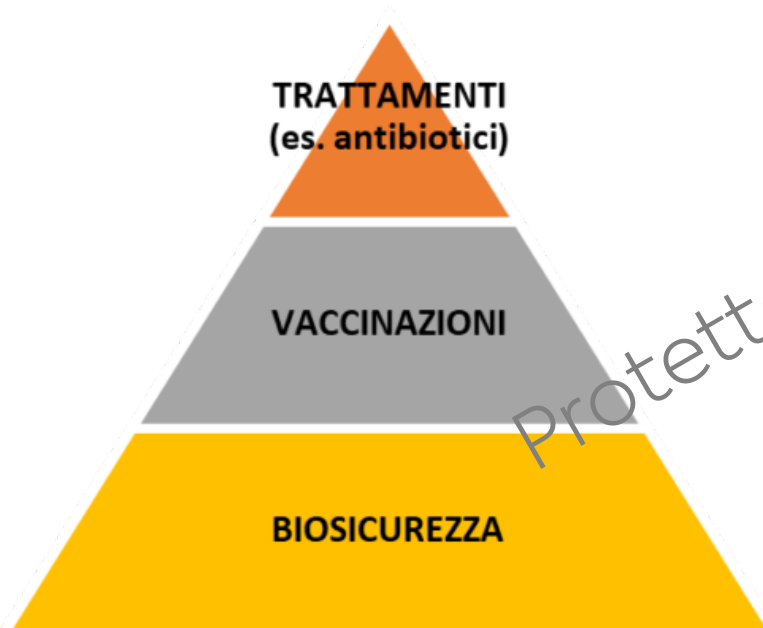 TRATTAMENTI
(es. antibiotici)
VACCINAZIONI
Protett
BIOSICUREZZA